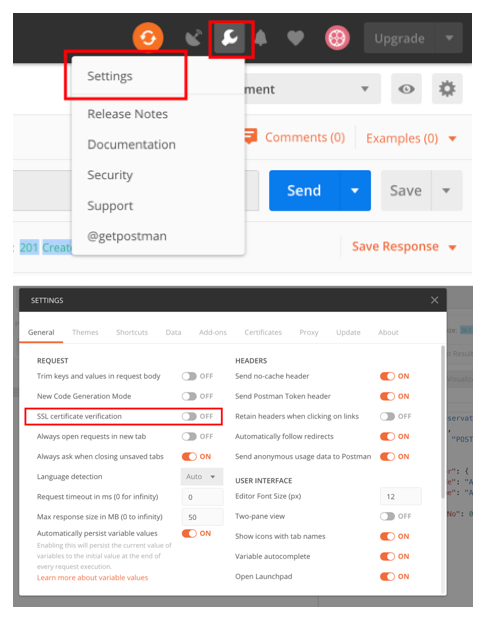 Upgrade
Settings
ment
Release Notes
Comments (0) Examples (0)
Documentation
Security
Send Save
Support
@getpostman
201 Creat Save Response
SETTINGS
General Themes Shortcuts Data Add-ons Certificates Proxy Update About
REQUEST
Trim keys and values in request body OFF
New Code Generation Mode OFF
SSL certificate verification OFF
Always open requests in new tab OFF
Always ask when closing unsaved tabs ON
Language detection Auto
Request timeout in ms (0 for infinity) 0
Max response size in MB (0 to infinity) 50
Automatically persist variable values ON
Enabling this will persist the current value of
variables to the initial value at the end of
every request execution.
Learn more about variable values
HEADERS
Send no-cache header ON
Send Postman Token header ON
Retain headers when clicking on links OFF
Automatically follow redirects ON
Send anonymous usage data to Postman ON
USER INTERFACE
Editor Font Size (px) 12
Two-pane view OFF
Show icons with tab names ON
Variable autocomplete ON
Open Launchpad ON
servat
"POST
": {
": "A
": "A
No": 0